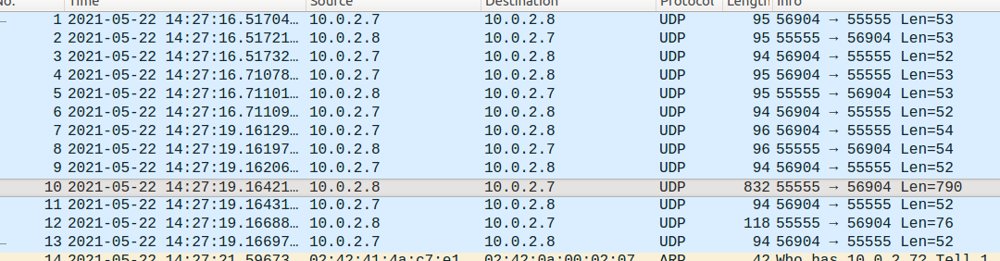 No. Time Source Destination Protocol Length Info
1 2021-05-22 14:27:16.51704… 10.0.2.7 10.0.2.8 UDP 95 56904 → 55555 Len=53
2 2021-05-22 14:27:16.51721… 10.0.2.8 10.0.2.7 UDP 95 55555 → 56904 Len=53
3 2021-05-22 14:27:16.51732… 10.0.2.7 10.0.2.8 UDP 94 56904 → 55555 Len=52
4 2021-05-22 14:27:16.71078… 10.0.2.7 10.0.2.8 UDP 95 56904 → 55555 Len=53
5 2021-05-22 14:27:16.71101… 10.0.2.8 10.0.2.7 UDP 95 55555 → 56904 Len=53
6 2021-05-22 14:27:16.71109… 10.0.2.7 10.0.2.8 UDP 94 56904 → 55555 Len=52
7 2021-05-22 14:27:19.16129… 10.0.2.7 10.0.2.8 UDP 96 56904 → 55555 Len=54
8 2021-05-22 14:27:19.16197… 10.0.2.8 10.0.2.7 UDP 96 55555 → 56904 Len=54
9 2021-05-22 14:27:19.16206… 10.0.2.7 10.0.2.8 UDP 94 56904 → 55555 Len=52
10 2021-05-22 14:27:19.16421… 10.0.2.8 10.0.2.7 UDP 832 55555 → 56904 Len=790
11 2021-05-22 14:27:19.16431… 10.0.2.7 10.0.2.8 UDP 94 56904 → 55555 Len=52
12 2021-05-22 14:27:19.16688… 10.0.2.8 10.0.2.7 UDP 118 55555 → 56904 Len=76
13 2021-05-22 14:27:19.16697… 10.0.2.7 10.0.2.8 UDP 94 56904 → 55555 Len=52
14 2021-05-22 14:27:21.59673… 02:42:41:4a:c7:e1 02:42:0a:00:02:07 ARP 42 Who has 10.0.2.7? Tell 1